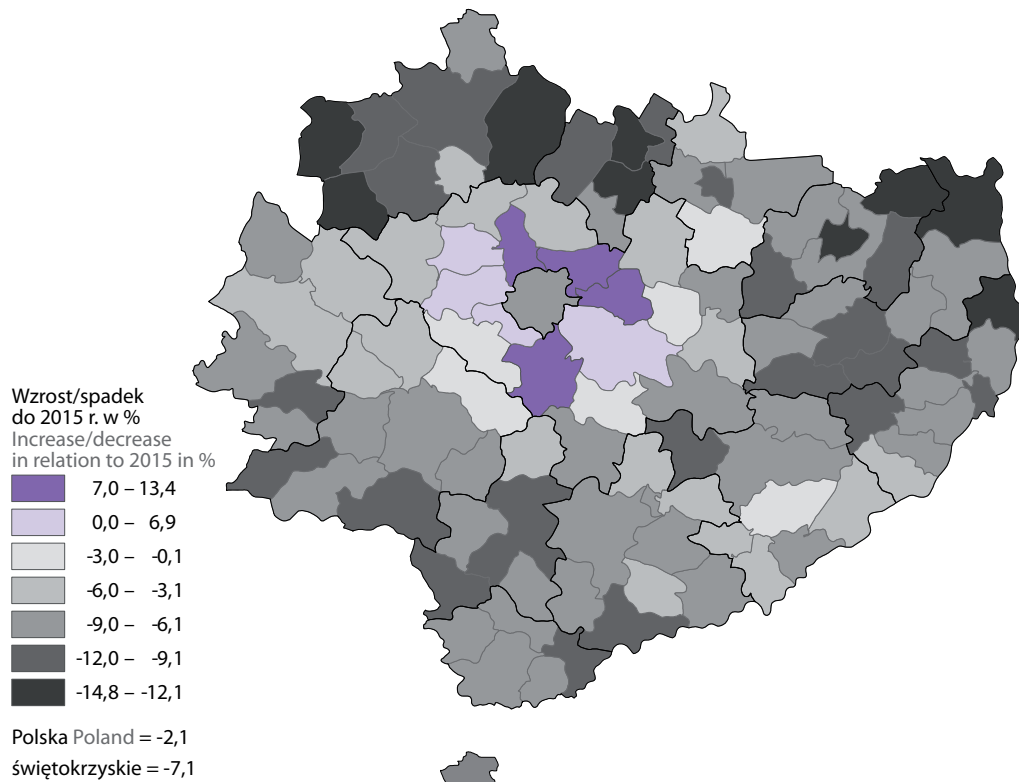 Wzrost/spadek
do 2015 r. w %
Increase/decrease
in relation to 2015 in %
7,0 – 13,4
0,0 – 6,9
-3,0 – -0,1
-6,0 – -3,1
-9,0 – -6,1
-12,0 – -9,1
-14,8 – -12,1
Polska Poland = -2,1
świętokrzyskie = -7,1